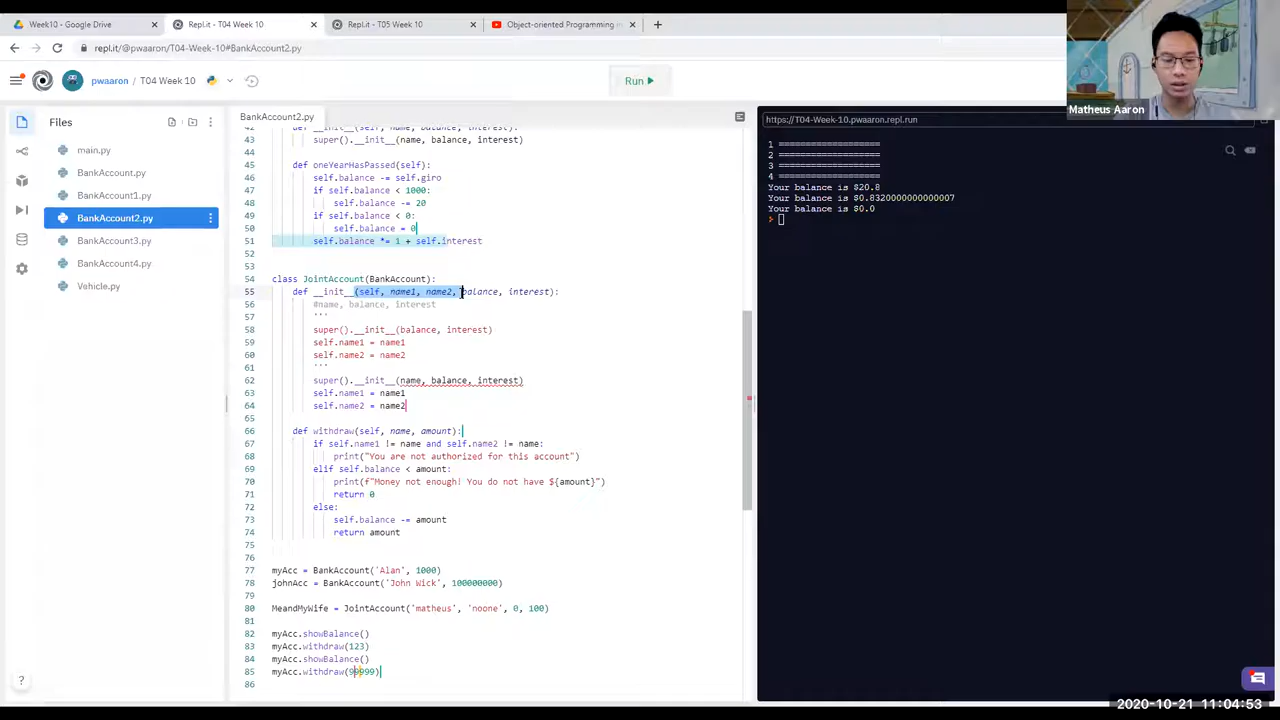 Week10 - Google Drive
Repl.it - T04 Week 10
Repl.it - T05 Week 10
Object-oriented Programming i
repl.it/@pwaaron/T04-Week-10#BankAccount2.py
pwaaron
T04 Week 10
Run
Matheus Aaron
Files
main.py
BankAccount.py
BankAccount1.py
BankAccount2.py
BankAccount3.py
BankAccount4.py
Vehicle.py
BankAccount2.py
42 def __init__(self, name, balance, interest):
43 super().__init__(name, balance, interest)
44
45 def oneYearHasPassed(self):
46 self.balance -= self.giro
47 if self.balance < 1000:
48 self.balance -= 20
49 if self.balance < 0:
50 self.balance = 0
51 self.balance *= 1 + self.interest
52
53
54 class JointAccount(BankAccount):
55 def __init__(self, name1, name2, balance, interest):
56 #name, balance, interest
57 '''
58 super().__init__(balance, interest)
59 self.name1 = name1
60 self.name2 = name2
61 '''
62 super().__init__(name, balance, interest)
63 self.name1 = name1
64 self.name2 = name2
65
66 def withdraw(self, name, amount):
67 if self.name1 != name and self.name2 != name:
68 print("You are not authorized for this account")
69 elif self.balance < amount:
70 print(f"Money not enough! You do not have ${amount}")
71 return 0
72 else:
73 self.balance -= amount
74 return amount
75
76
77 myAcc = BankAccount('Alan', 1000)
78 johnAcc = BankAccount('John Wick', 100000000)
79
80 MeandMyWife = JointAccount('matheus', 'noone', 0, 100)
81
82 myAcc.showBalance()
83 myAcc.withdraw(123)
84 myAcc.showBalance()
85 myAcc.withdraw(99999)
86
https://T04-Week-10.pwaaron.repl.run
1 ====================
2 ====================
3 ====================
4 ====================
Your balance is $20.8
Your balance is $0.8320000000000007
Your balance is $0.0
2020-10-21 11:04:53